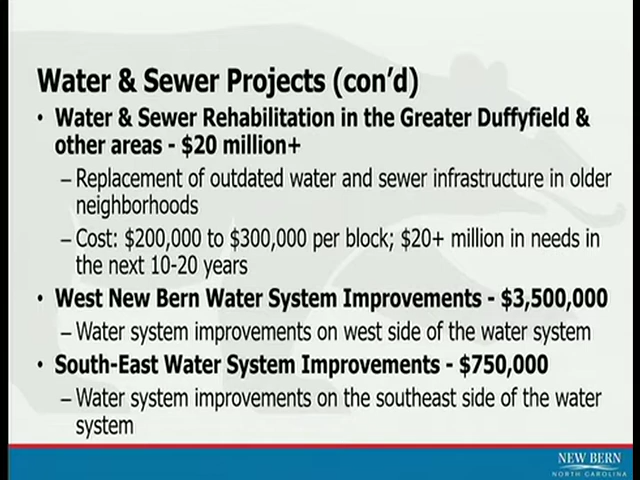 Water & Sewer Projects (con'd)
• Water & Sewer Rehabilitation in the Greater Duffyfield &
other areas - $20 million+
– Replacement of outdated water and sewer infrastructure in older
neighborhoods
– Cost: $200,000 to $300,000 per block; $20+ million in needs in
the next 10-20 years
• West New Bern Water System Improvements - $3,500,000
– Water system improvements on west side of the water system
• South-East Water System Improvements - $750,000
– Water system improvements on the southeast side of the water
system
NEW BERN
NORTH CAROLINA